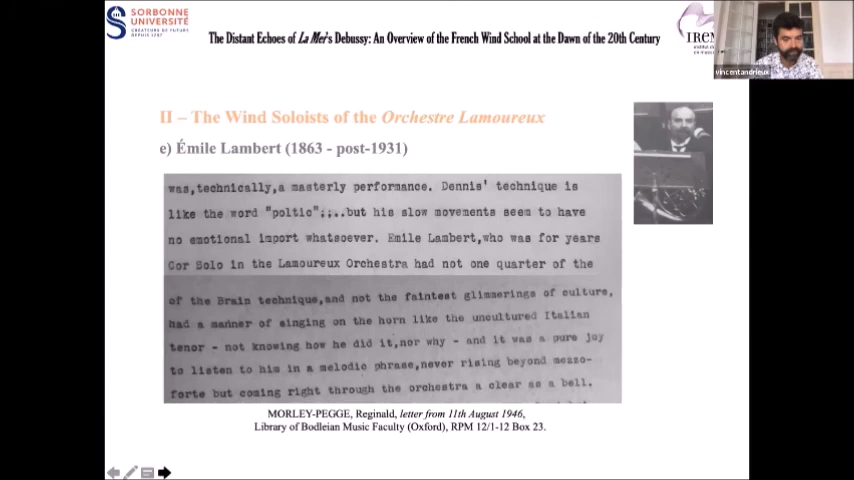 SORBONNE
UNIVERSITÉ
CRÉATEURS DE FUTURS
DEPUIS 1257
The Distant Echoes of La Mer's Debussy: An Overview of the French Wind School at the Dawn of the 20th Century
IReM
vincentandrieux
II – The Wind Soloists of the Orchestre Lamoureux
e) Émile Lambert (1863 - post-1931)
was,technically,a masterly performance. Dennis' technique is
like the word "poltic";;..but his slow movements seem to have
no emotional import whatsoever. Emile Lambert,who was for years
Cor Solo in the Lamoureux Orchestra had not one quarter of the
of the Brain technique,and not the faintest glimmerings of culture,
had a manner of singing on the horn like the uncultured Italian
tenor - not knowing how he did it,nor why - and it was a pure joy
to listen to him in a melodic phrase,never rising beyond mezzo-
forte but coming right through the orchestra a clear as a bell.
MORLEY-PEGGE, Reginald, letter from 11th August 1946,
Library of Bodleian Music Faculty (Oxford), RPM 12/1-12 Box 23.